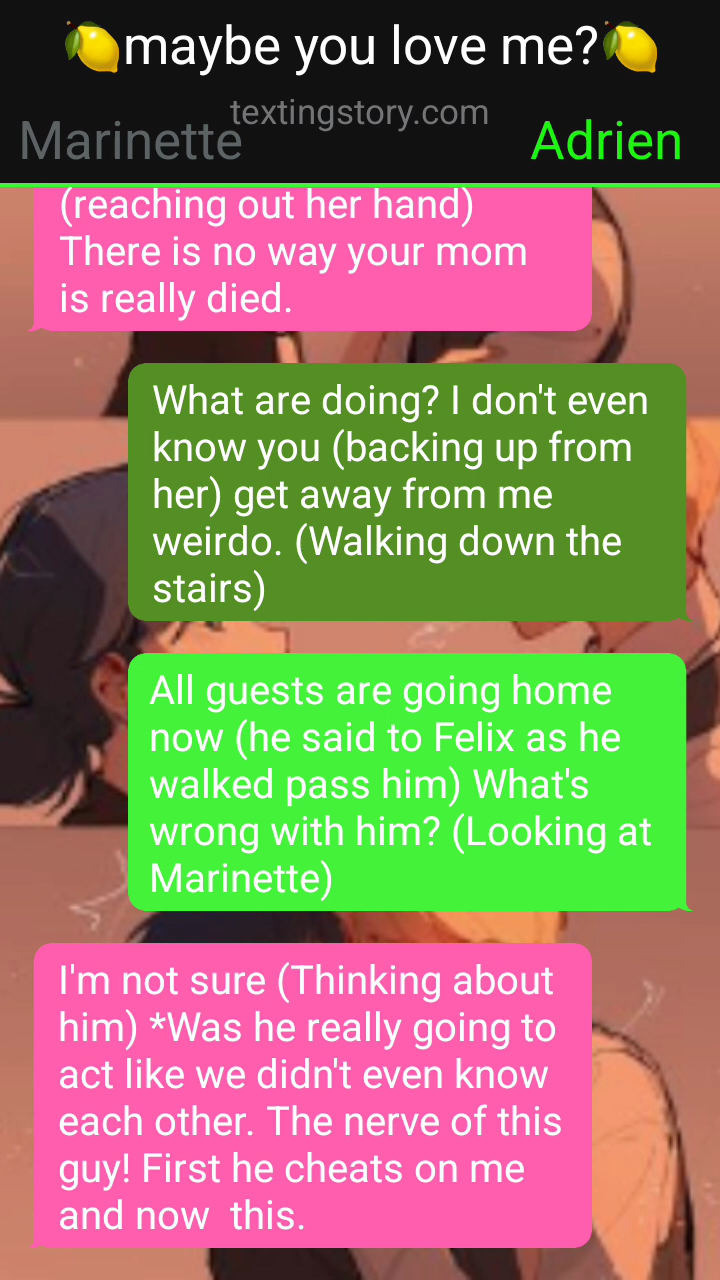 🍋maybe you love me?🍋
textingstory.com
Marinette
Adrien
(reaching out her hand)
There is no way your mom
is really died.
What are doing? I don't even
know you (backing up from
her) get away from me
weirdo. (Walking down the
stairs)
All guests are going home
now (he said to Felix as he
walked pass him) What's
wrong with him? (Looking at
Marinette)
I'm not sure (Thinking about
him) *Was he really going to
act like we didn't even know
each other. The nerve of this
guy! First he cheats on me
and now  this.